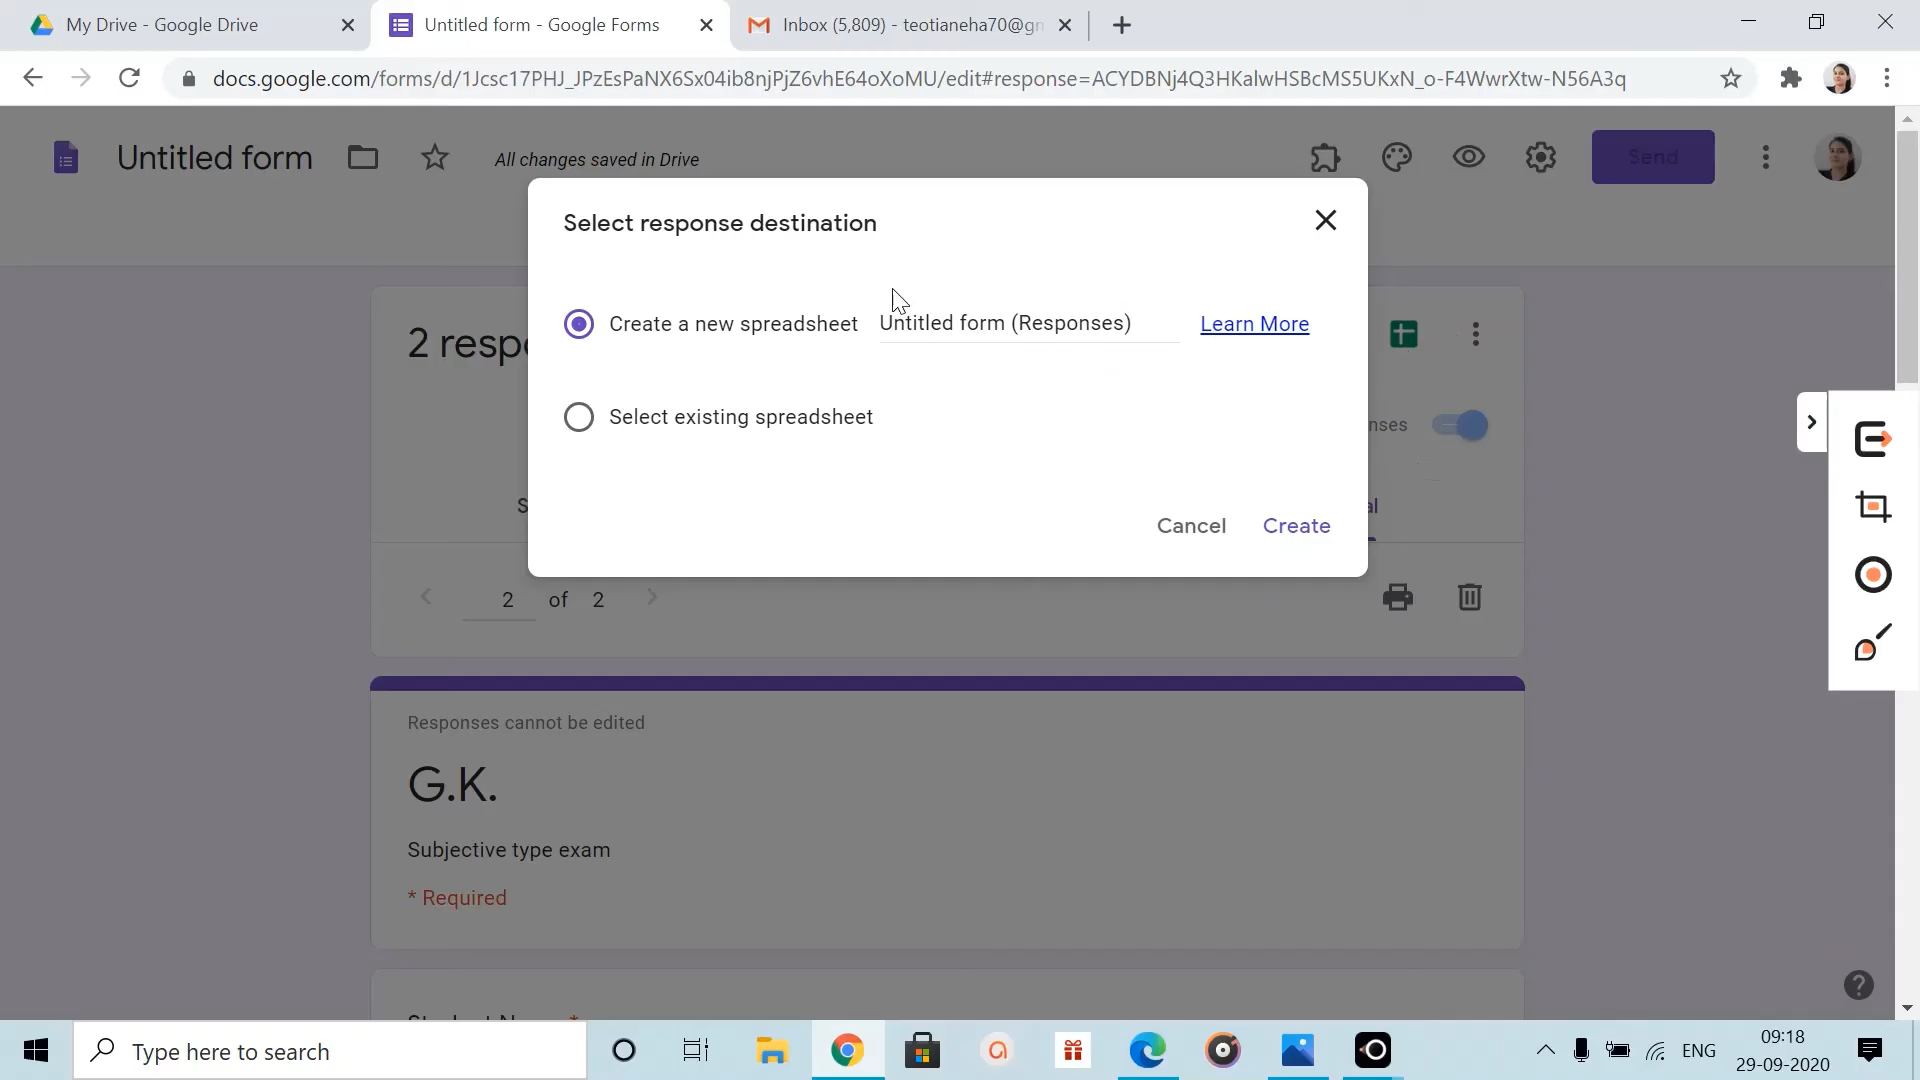 My Drive - Google Drive
Untitled form - Google Forms
Inbox (5,809) - teotianeha70@gm
docs.google.com/forms/d/1Jcsc17PHJ_JPzEsPaNX6Sx04ib8njPjZ6vhE64oXoMU/edit#response=ACYDBNj4Q3HKalwHSBcMS5UKxN_o-F4WwrXtw-N56A3q
Untitled form
All changes saved in Drive
Send
Select response destination
Create a new spreadsheet
Untitled form (Responses)
Learn More
2 resp
Select existing spreadsheet
nses
Cancel
Create
2 of 2
Responses cannot be edited
G.K.
Subjective type exam
* Required
Type here to search
ENG
09:18
29-09-2020